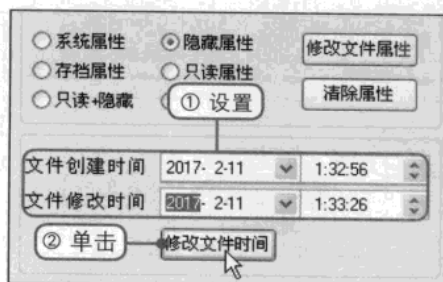 系统属性 隐藏属性 修改文件属性
存档属性 只读属性
只读+隐藏 ① 设置 清除属性
文件创建时间 2017- 2-11 1:32:56
文件修改时间 2017- 2-11 1:33:26
② 单击 修改文件时间